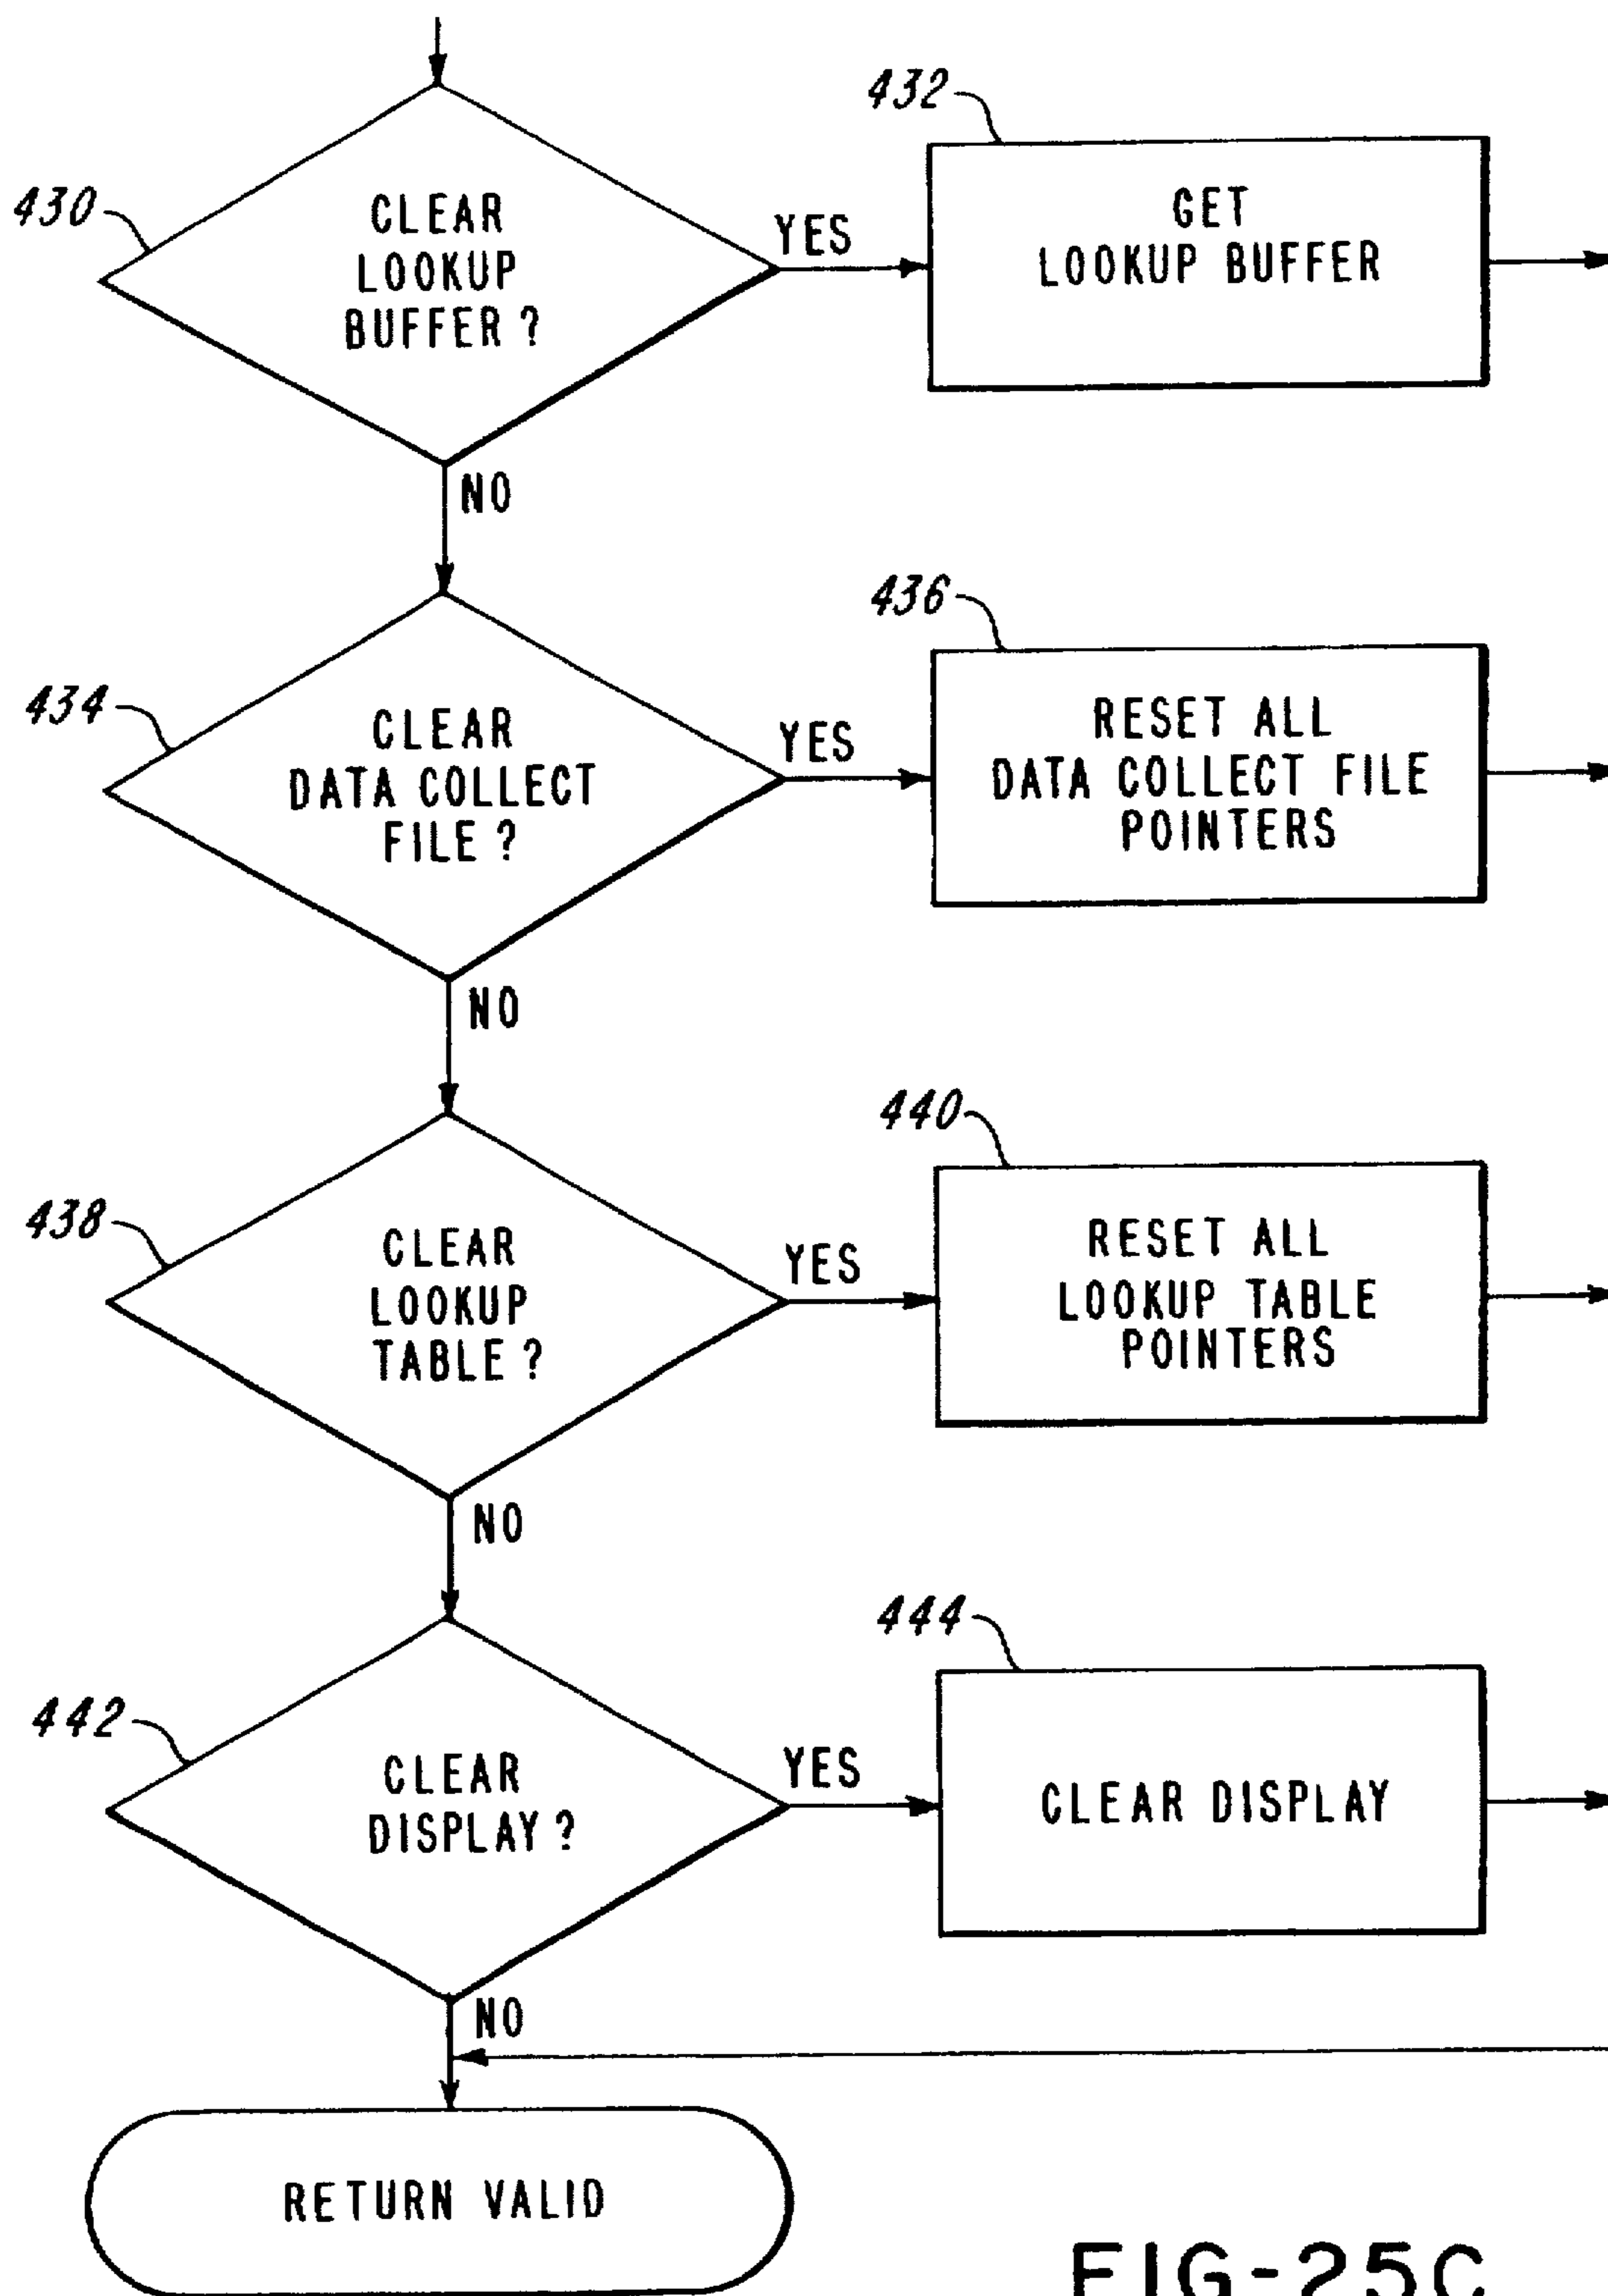 432
430
CLEAR
LOOKUP
BUFFER ?
YES
GET
LOOKUP BUFFER
NO
436
434
CLEAR
DATA COLLECT
FILE ?
YES
RESET ALL
DATA COLLECT FILE
POINTERS
NO
440
438
CLEAR
LOOKUP
TABLE ?
YES
RESET ALL
LOOKUP TABLE
POINTERS
NO
444
442
CLEAR
DISPLAY ?
YES
CLEAR DISPLAY
NO
RETURN VALID
FIG-25C